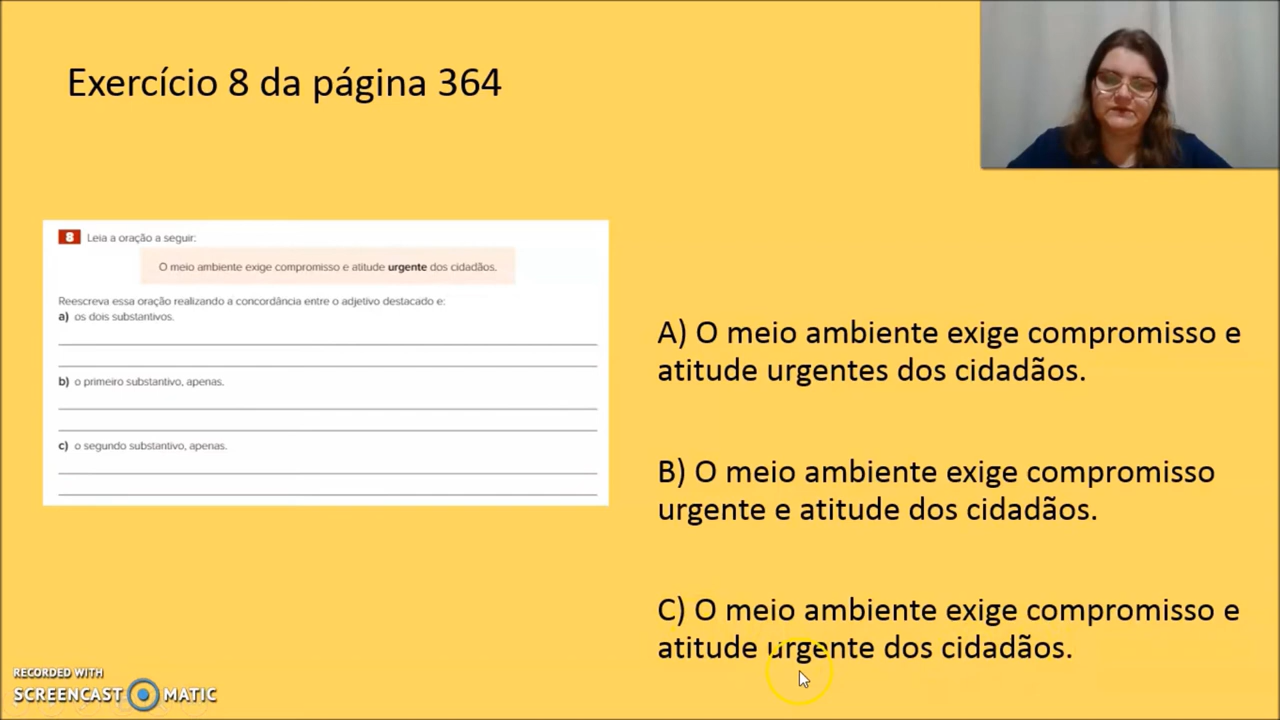 Exercício 8 da página 364
8 Leia a oração a seguir:
O meio ambiente exige compromisso e atitude urgente dos cidadãos.
Reescreva essa oração realizando a concordância entre o adjetivo destacado e:
a) os dois substantivos.
b) o primeiro substantivo, apenas.
c) o segundo substantivo, apenas.
A) O meio ambiente exige compromisso e
atitude urgentes dos cidadãos.
B) O meio ambiente exige compromisso
urgente e atitude dos cidadãos.
C) O meio ambiente exige compromisso e
atitude urgente dos cidadãos.
RECORDED WITH
SCREENCAST MATIC